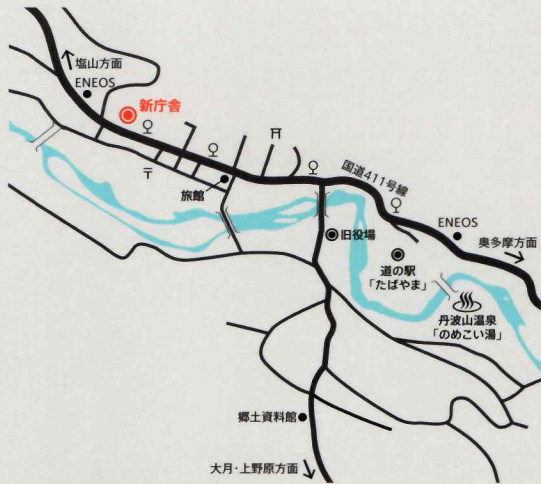 塩山方面
ENEOS
新庁舎
〒
旅館
国道411号線
旧役場
ENEOS
奥多摩方面
道の駅
「たばやま」
丹波山温泉
「のめこい湯」
郷土資料館
大月・上野原方面